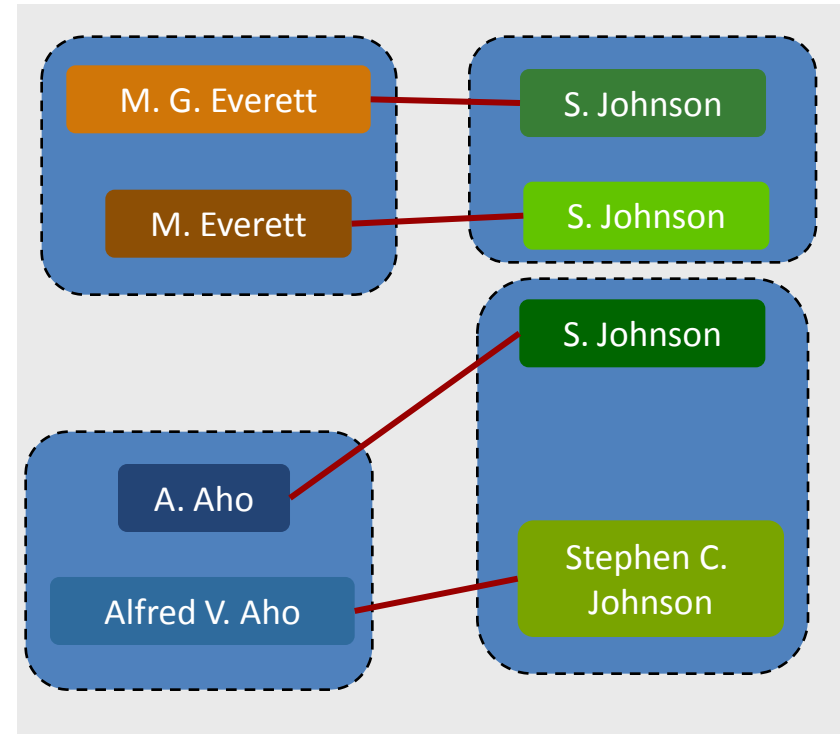 M. G. Everett
S. Johnson
M. Everett
S. Johnson
S. Johnson
A. Aho
Stephen C.
Johnson
Alfred V. Aho